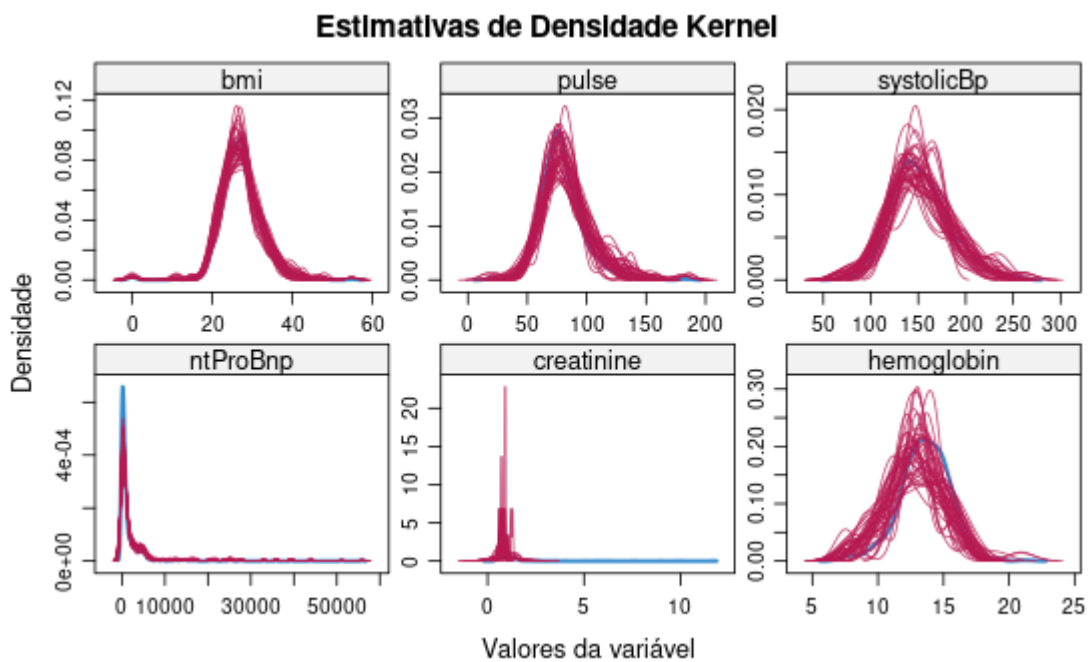 Estimativas de Densidade Kernel
bmi
pulse
systolicBp
0.00 0.04 0.08 0.12
0.00 0.01 0.02 0.03
0.000 0.010 0.020
0 20 40 60
0 50 100 150 200
50 100 150 200 250 300
Densidade
ntProBnp
creatinine
hemoglobin
0e+00 4e-04
0 5 10 15 20
0.00 0.10 0.20 0.30
0 10000 30000 50000
0 5 10
5 10 15 20 25
Valores da variável